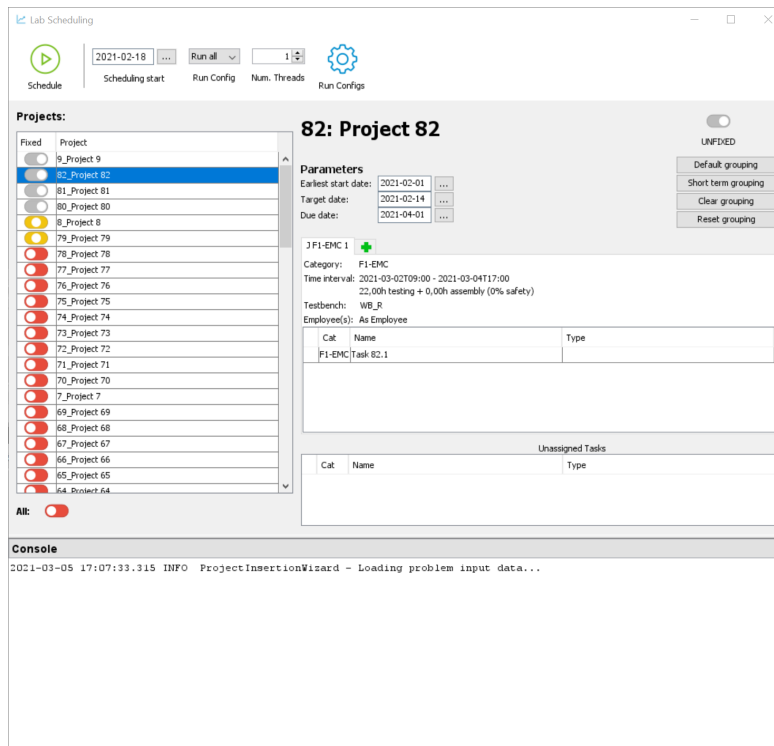 Lab Scheduling
2021-02-18 ... Run all 1
Schedule Scheduling start Run Config Num. Threads Run Configs
Projects:
Fixed Project
9_Project 9
82_Project 82
81_Project 81
80_Project 80
8_Project 8
79_Project 79
78_Project 78
77_Project 77
76_Project 76
75_Project 75
74_Project 74
73_Project 73
72_Project 72
71_Project 71
70_Project 70
7_Project 7
69_Project 69
68_Project 68
67_Project 67
66_Project 66
65_Project 65
64_Project 64
All:
82: Project 82
UNFIXED
Parameters
Earliest start date: 2021-02-01 ...
Target date: 2021-02-14 ...
Due date: 2021-04-01 ...
Default grouping
Short term grouping
Clear grouping
Reset grouping
J F1-EMC 1
Category: F1-EMC
Time interval: 2021-03-02T09:00 - 2021-03-04T17:00
22,00h testing + 0,00h assembly (0% safety)
Testbench: WB_R
Employee(s): As Employee
Cat Name Type
F1-EMC Task 82.1
Unassigned Tasks
Cat Name Type
Console
2021-03-05 17:07:33.315 INFO ProjectInsertionWizard - Loading problem input data...